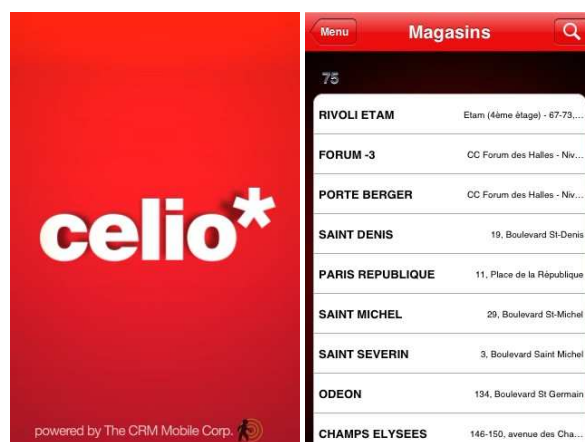 celio*
powered by The CRM Mobile Corp.
Menu Magasins
75
RIVOLI ETAM Etam (4ème étage) - 67-73,...
FORUM -3 CC Forum des Halles - Niv...
PORTE BERGER CC Forum des Halles - Niv...
SAINT DENIS 19, Boulevard St-Denis
PARIS REPUBLIQUE 11, Place de la République
SAINT MICHEL 29, Boulevard St-Michel
SAINT SEVERIN 3, Boulevard Saint Michel
ODEON 134, Boulevard St Germain
CHAMPS ELYSEES 146-150, avenue des Cha...